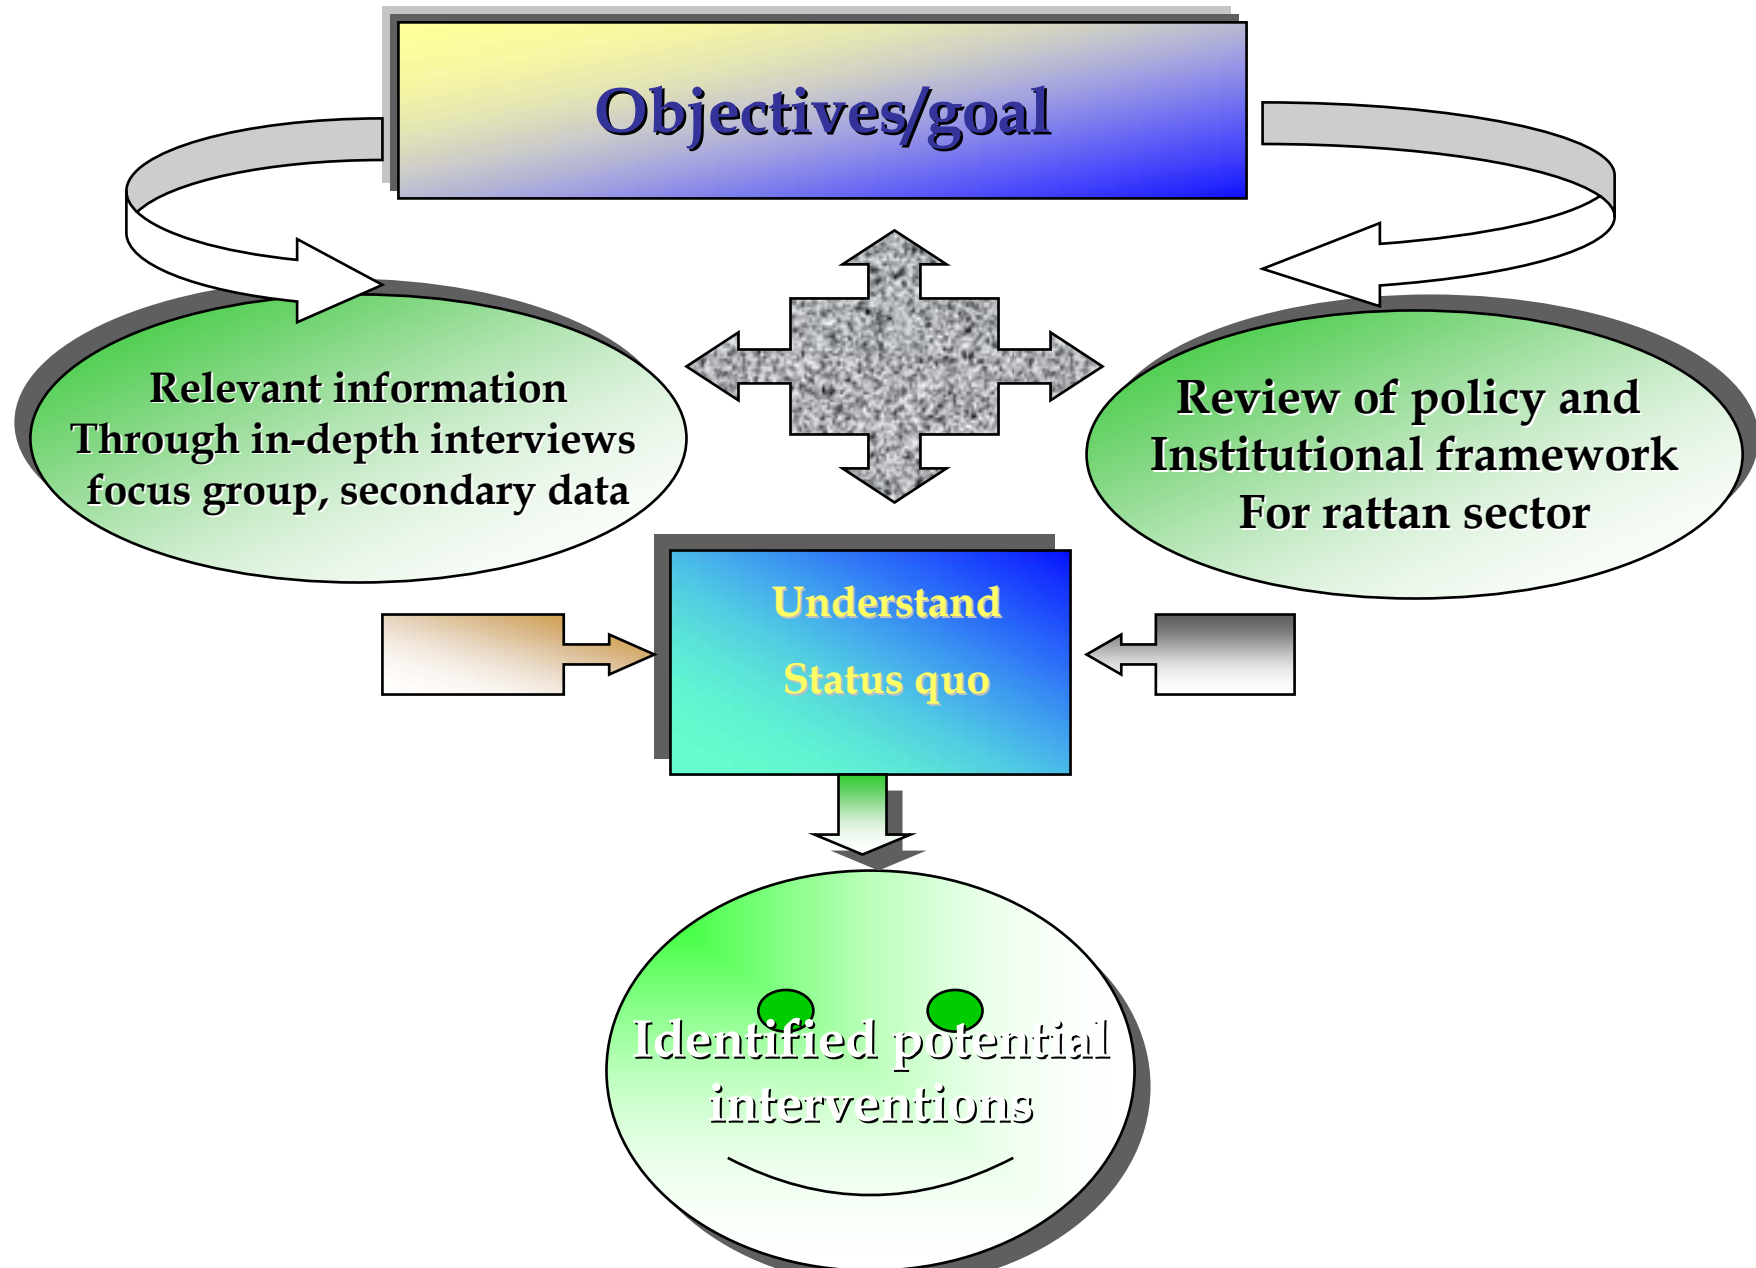 Objectives/goal
Relevant information
Through in-depth interviews
focus group, secondary data
Review of policy and
Institutional framework
For rattan sector
Understand
Status quo
Identified potential
interventions